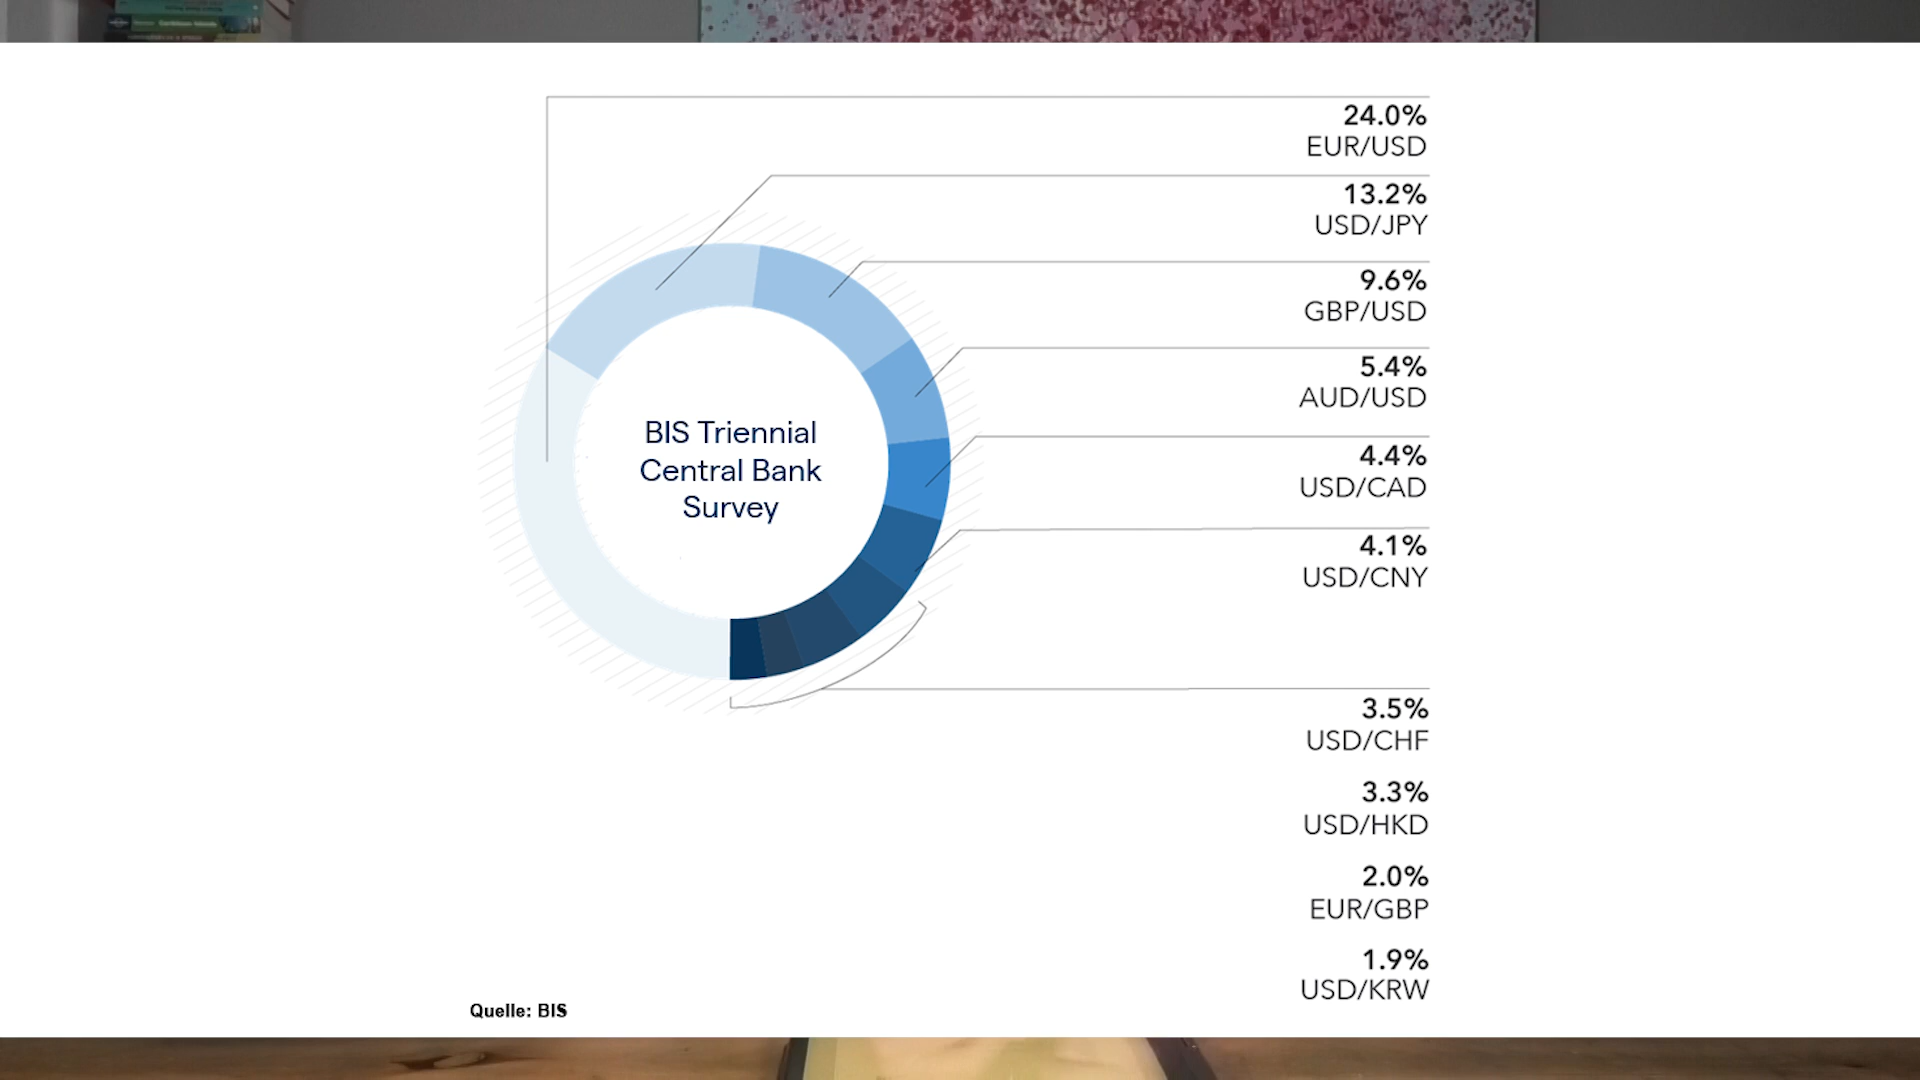 24.0%
EUR/USD
13.2%
USD/JPY
9.6%
GBP/USD
5.4%
AUD/USD
4.4%
USD/CAD
4.1%
USD/CNY
BIS Triennial
Central Bank
Survey
3.5%
USD/CHF
3.3%
USD/HKD
2.0%
EUR/GBP
1.9%
USD/KRW
Quelle: BIS